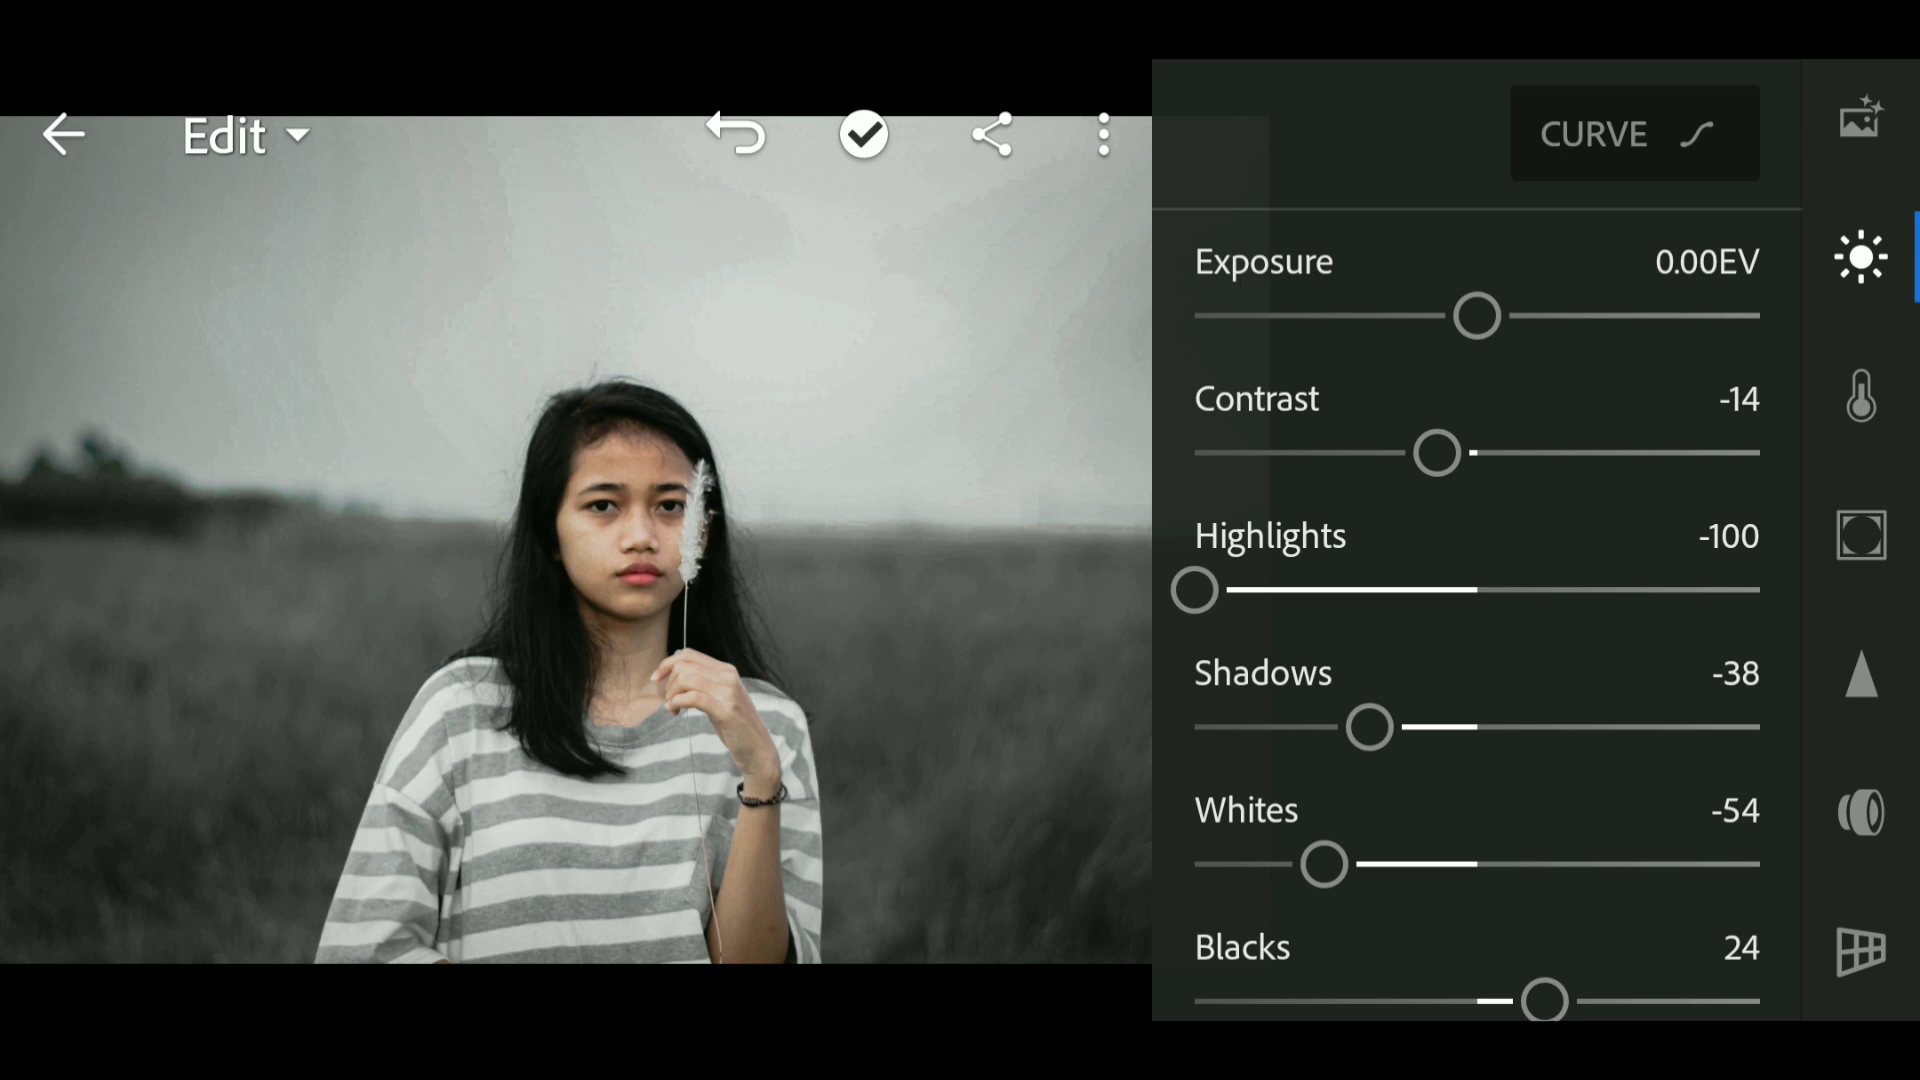 Edit
CURVE
Exposure 0.00EV
Contrast -14
Highlights -100
Shadows -38
Whites -54
Blacks 24